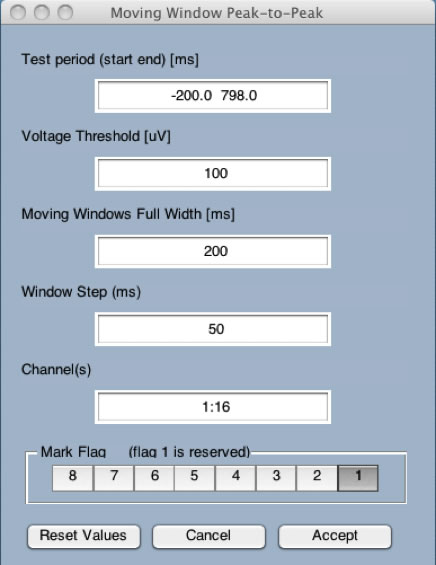 Moving Window Peak-to-Peak
Test period (start end) [ms]
-200.0  798.0
Voltage Threshold [uV]
100
Moving Windows Full Width [ms]
200
Window Step (ms)
50
Channel(s)
1:16
Mark Flag (flag 1 is reserved)
8 7 6 5 4 3 2 1
Reset Values Cancel Accept